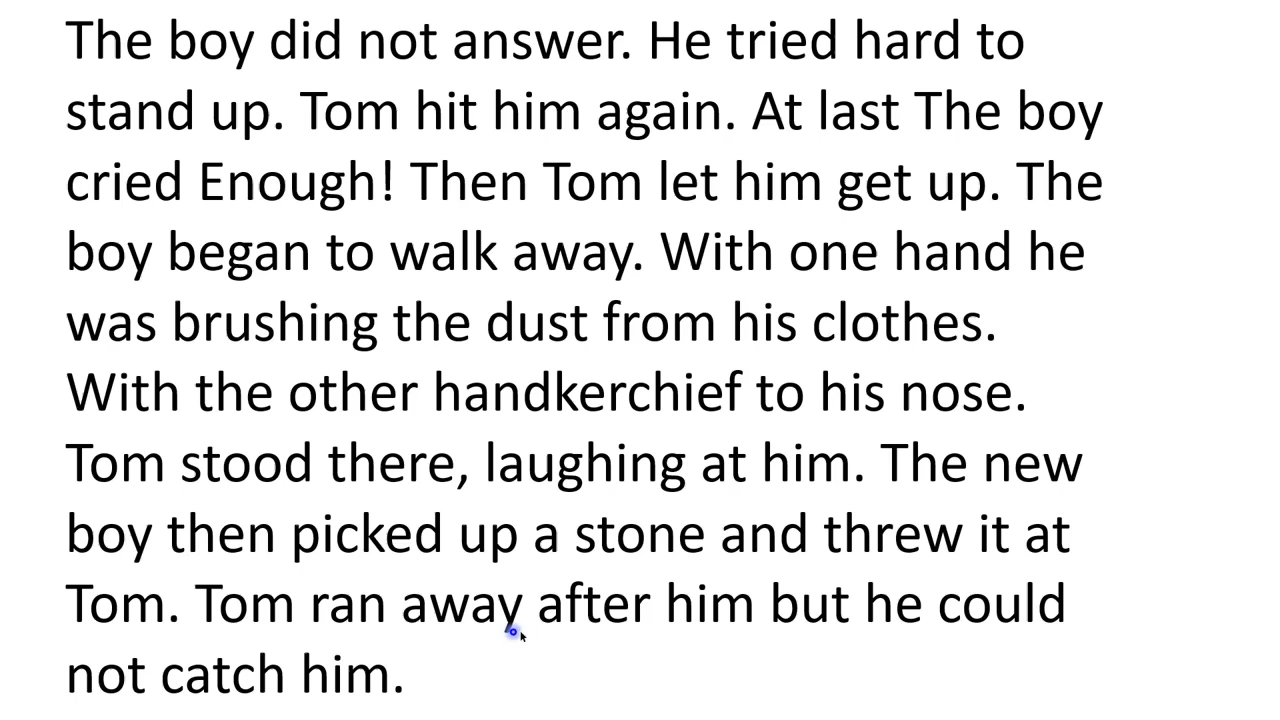 The boy did not answer. He tried hard to
stand up. Tom hit him again. At last The boy
cried Enough! Then Tom let him get up. The
boy began to walk away. With one hand he
was brushing the dust from his clothes.
With the other handkerchief to his nose.
Tom stood there, laughing at him. The new
boy then picked up a stone and threw it at
Tom. Tom ran away after him but he could
not catch him.